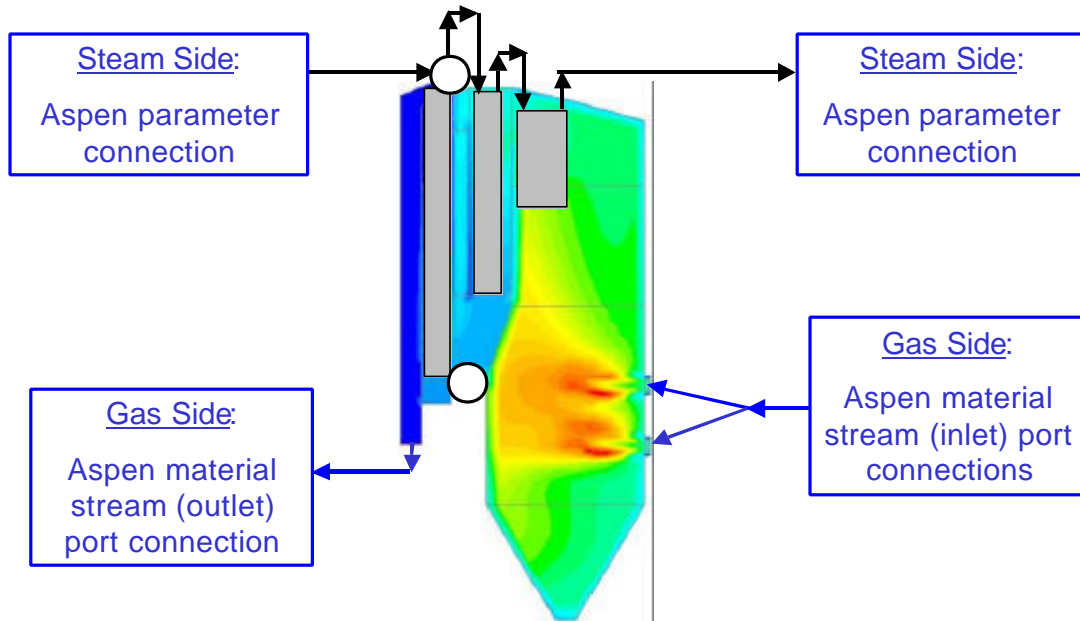 Steam Side:
Aspen parameter
connection
Steam Side:
Aspen parameter
connection
Gas Side:
Aspen material
stream (inlet) port
connections
Gas Side:
Aspen material
stream (outlet)
port connection